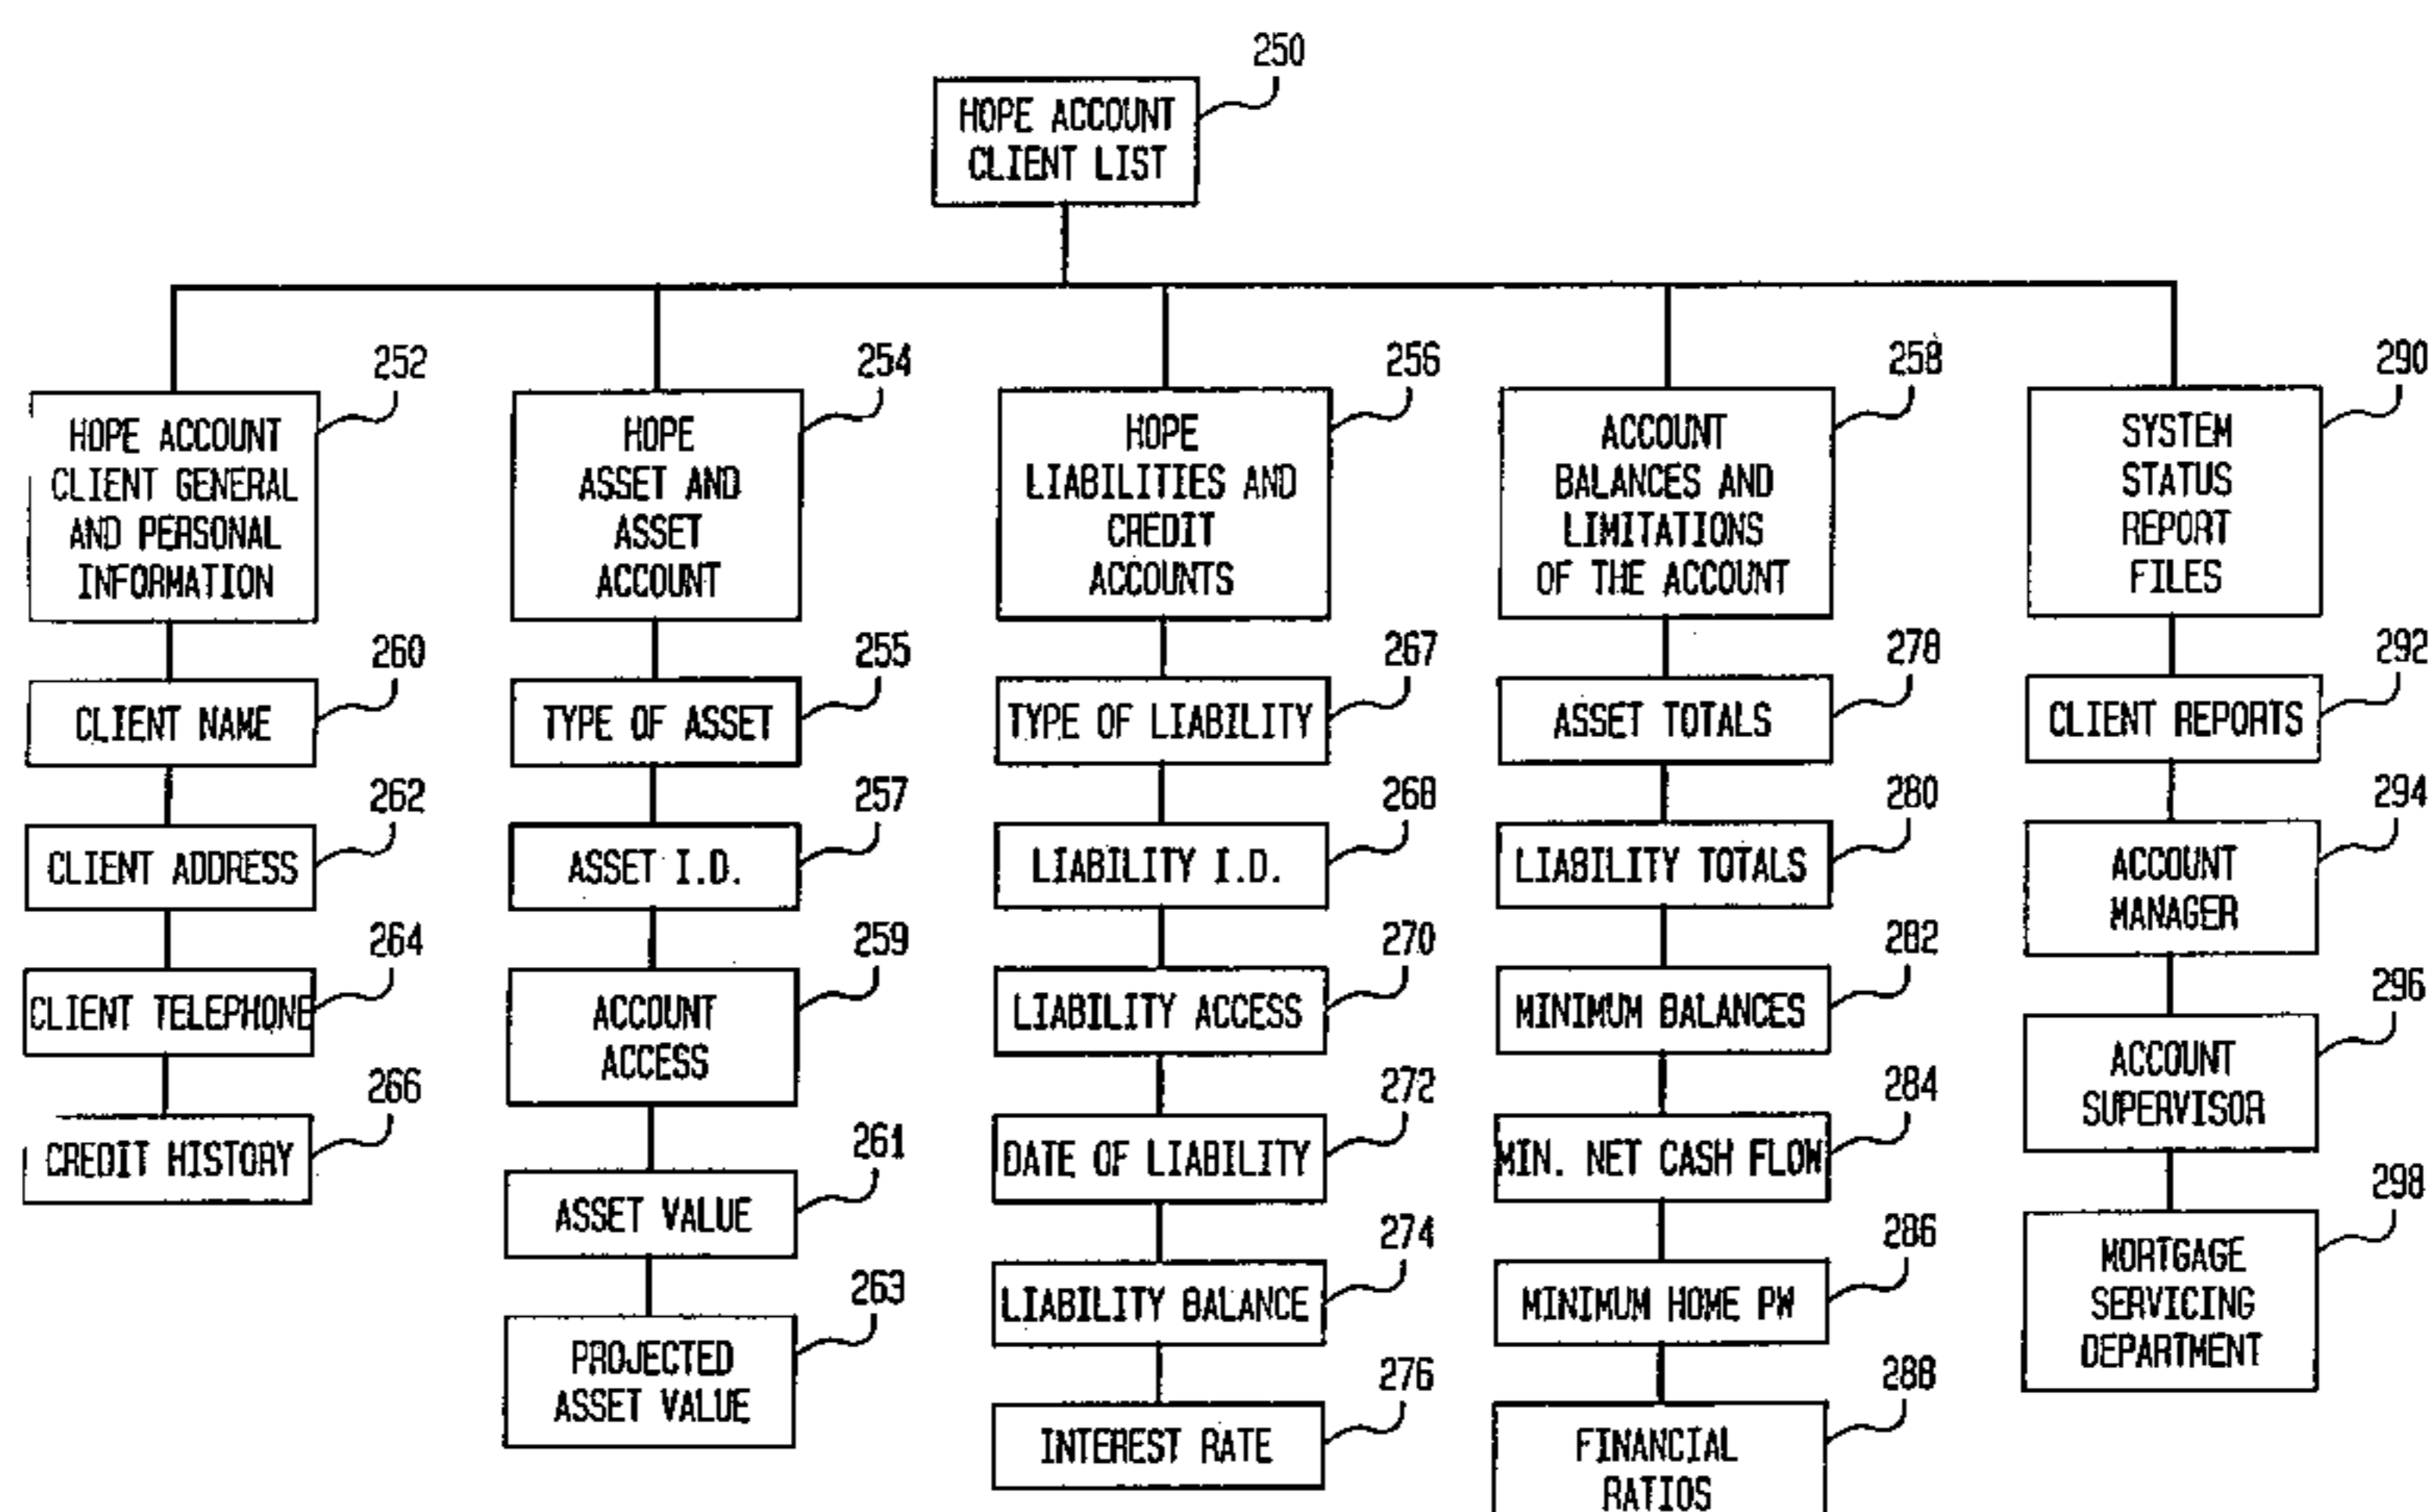 250
HOPE ACCOUNT
CLIENT LIST
252
HOPE ACCOUNT
CLIENT GENERAL
AND PERSONAL
INFORMATION
260
CLIENT NAME
262
CLIENT ADDRESS
264
CLIENT TELEPHONE
266
CREDIT HISTORY
254
HOPE
ASSET AND
ASSET
ACCOUNT
255
TYPE OF ASSET
257
ASSET I.D.
259
ACCOUNT
ACCESS
261
ASSET VALUE
263
PROJECTED
ASSET VALUE
256
HOPE
LIABILITIES AND
CREDIT
ACCOUNTS
267
TYPE OF LIABILITY
268
LIABILITY I.D.
270
LIABILITY ACCESS
272
DATE OF LIABILITY
274
LIABILITY BALANCE
276
INTEREST RATE
258
ACCOUNT
BALANCES AND
LIMITATIONS
OF THE ACCOUNT
278
ASSET TOTALS
280
LIABILITY TOTALS
282
MINIMUM BALANCES
284
MIN. NET CASH FLOW
286
MINIMUM HOME PW
288
FINANCIAL
RATIOS
290
SYSTEM
STATUS
REPORT
FILES
292
CLIENT REPORTS
294
ACCOUNT
MANAGER
296
ACCOUNT
SUPERVISOR
298
MORTGAGE
SERVICING
DEPARTMENT